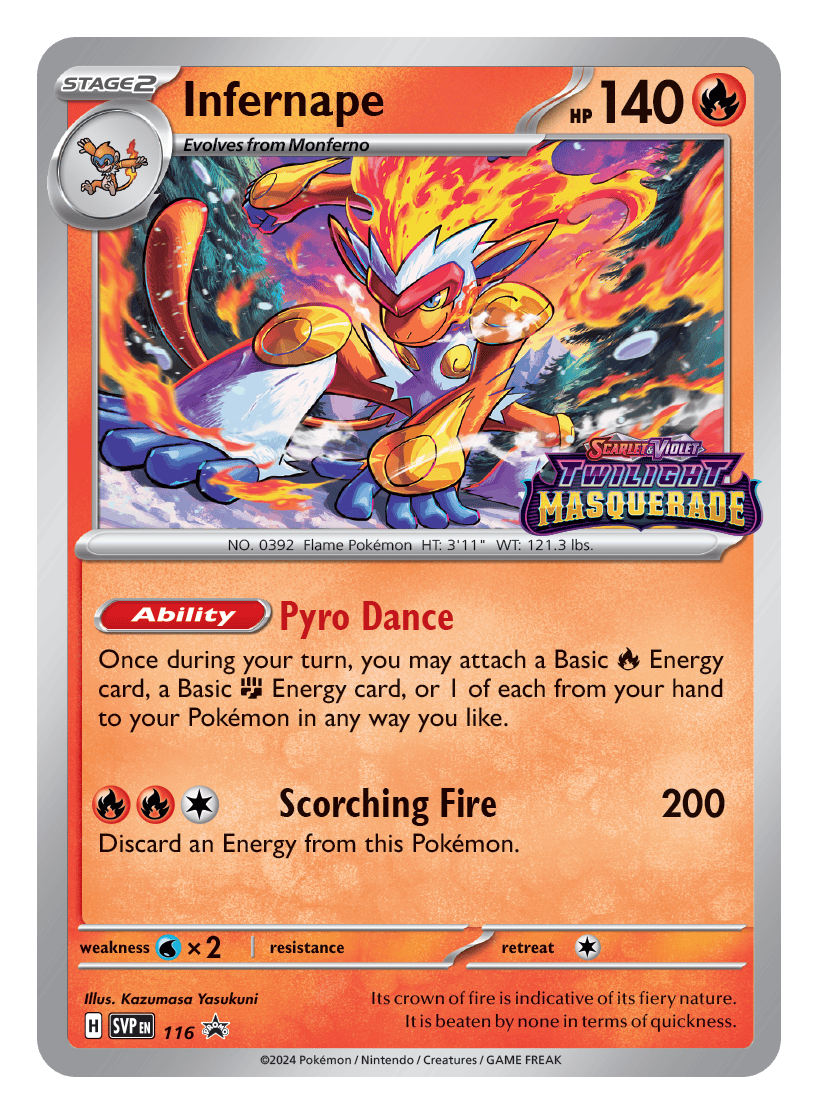 STAGE2
Infernape
HP 140
Evolves from Monferno
SCARLET & VIOLET
TWILIGHT
MASQUERADE
NO. 0392 Flame Pokémon HT: 3'11" WT: 121.3 lbs.
Ability Pyro Dance
Once during your turn, you may attach a Basic Energy
card, a Basic Energy card, or 1 of each from your hand
to your Pokémon in any way you like.
Scorching Fire 200
Discard an Energy from this Pokémon.
weakness ×2 resistance retreat
Illus. Kazumasa Yasukuni
Its crown of fire is indicative of its fiery nature.
It is beaten by none in terms of quickness.
H SVP EN 116 PROMO
©2024 Pokémon / Nintendo / Creatures / GAME FREAK